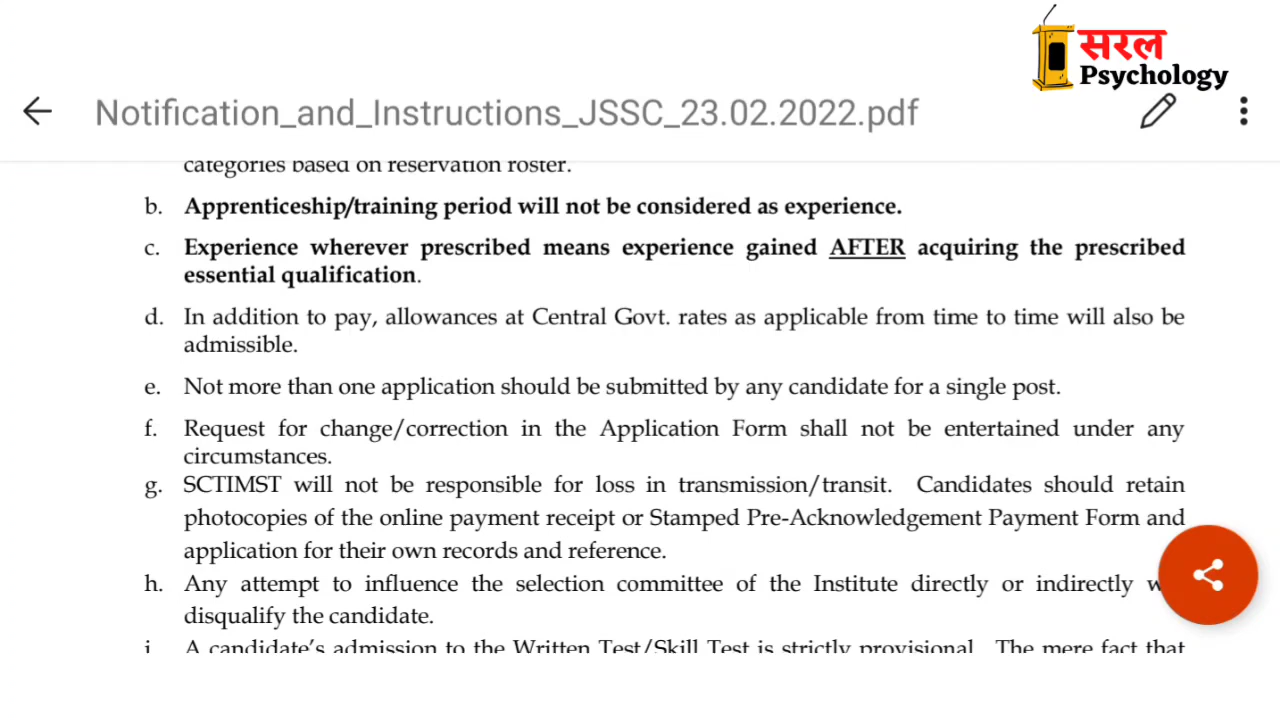 सरल
Psychology
Notification_and_Instructions_JSSC_23.02.2022.pdf
categories based on reservation roster.
b. Apprenticeship/training period will not be considered as experience.
c. Experience wherever prescribed means experience gained AFTER acquiring the prescribed
essential qualification.
d. In addition to pay, allowances at Central Govt. rates as applicable from time to time will also be
admissible.
e. Not more than one application should be submitted by any candidate for a single post.
f. Request for change/correction in the Application Form shall not be entertained under any
circumstances.
g. SCTIMST will not be responsible for loss in transmission/transit. Candidates should retain
photocopies of the online payment receipt or Stamped Pre-Acknowledgement Payment Form and
application for their own records and reference.
h. Any attempt to influence the selection committee of the Institute directly or indirectly
disqualify the candidate.
i A candidate's admission to the Written Test/Skill Test is strictly provisional. The mere fact that